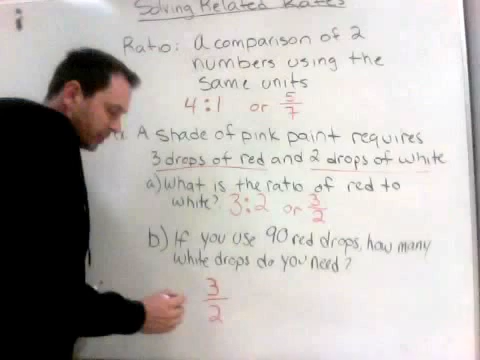 Solving Related Rates
Ratio: A comparison of 2
numbers using the
same units
4:1 or 5/7
A shade of pink paint requires
3 drops of red and 2 drops of white
a) What is the ratio of red to
white? 3:2 or 3/2
b) If you use 90 red drops, how many
white drops do you need?
3/2